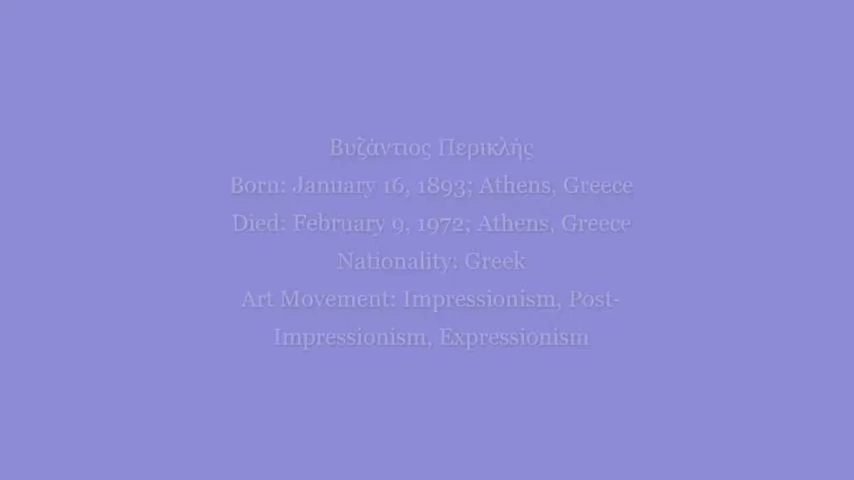 Βυζάντιος Περικλής
Born: January 16, 1893; Athens, Greece
Died: February 9, 1972; Athens, Greece
Nationality: Greek
Art Movement: Impressionism, Post-
Impressionism, Expressionism